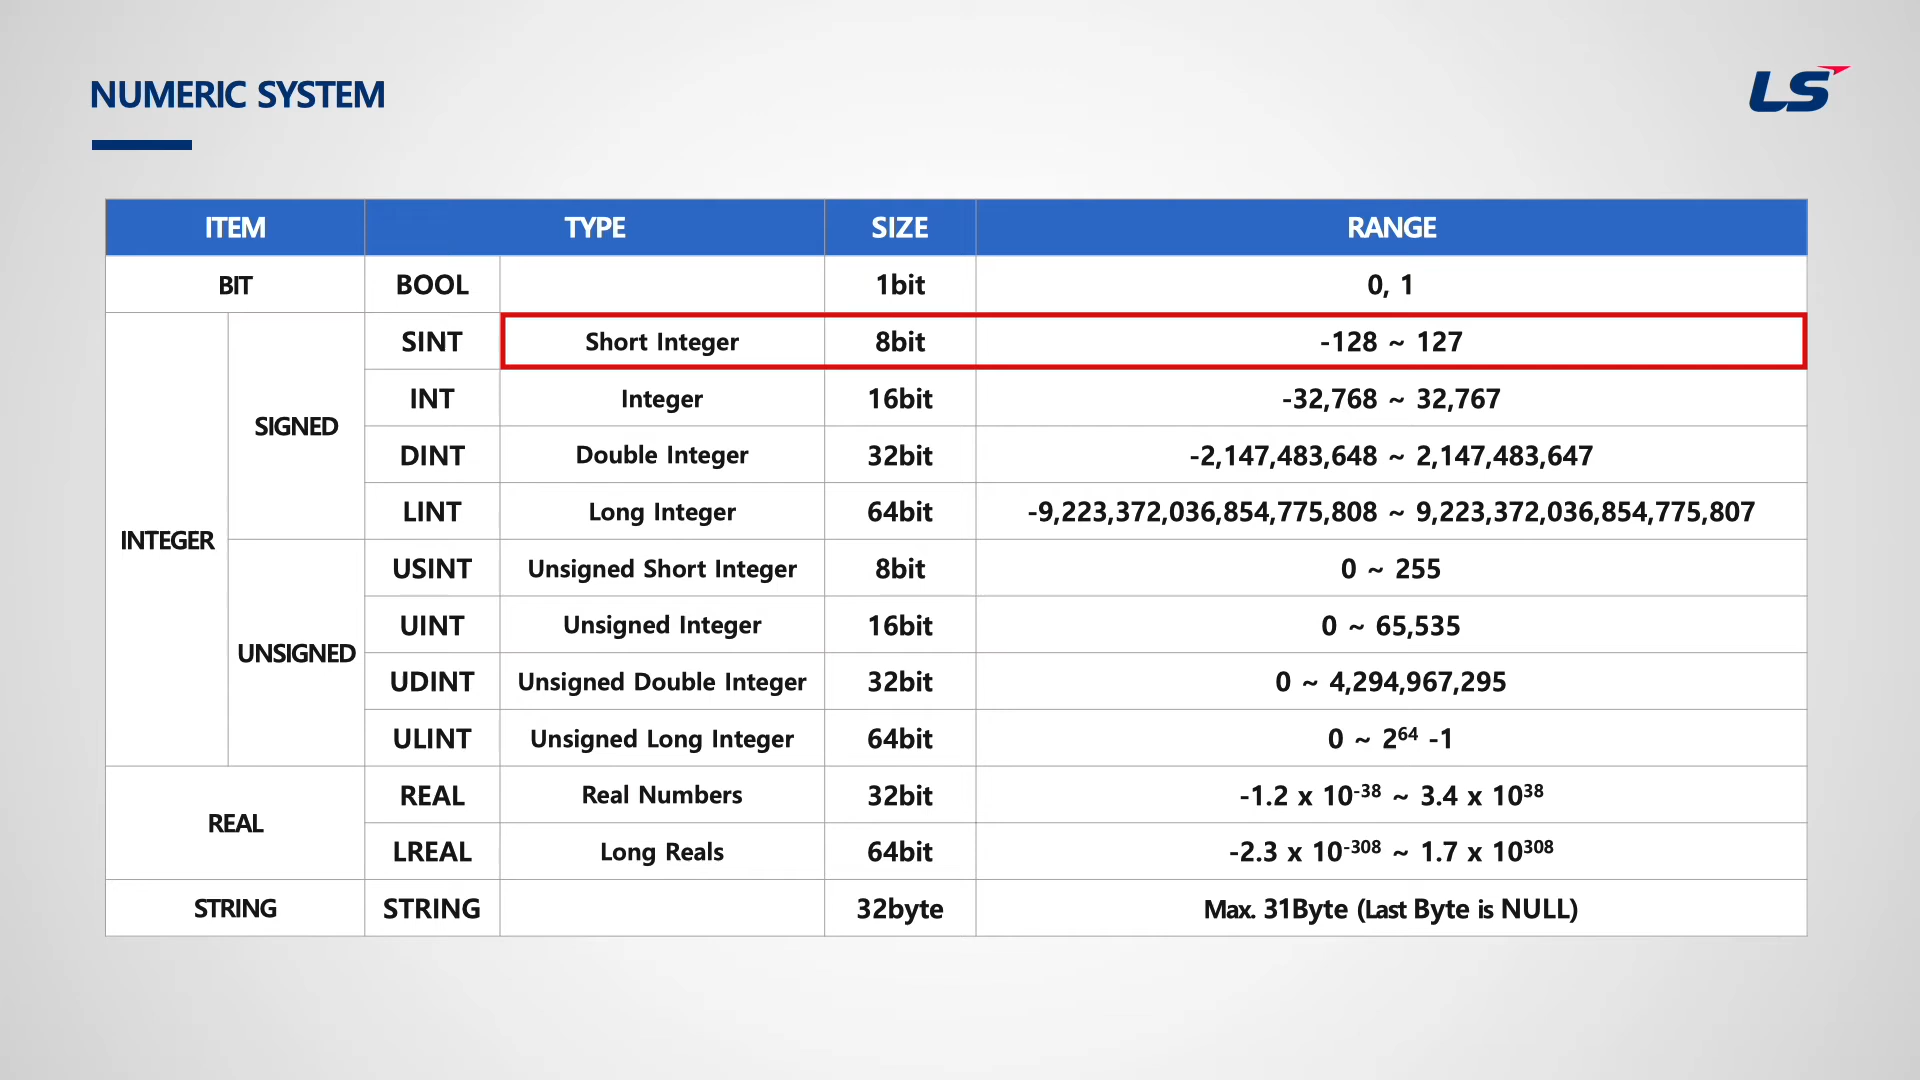 NUMERIC SYSTEM
LS
ITEM TYPE SIZE RANGE
BIT BOOL 1bit 0, 1
INTEGER SIGNED SINT Short Integer 8bit -128 ~ 127
INT Integer 16bit -32,768 ~ 32,767
DINT Double Integer 32bit -2,147,483,648 ~ 2,147,483,647
LINT Long Integer 64bit -9,223,372,036,854,775,808 ~ 9,223,372,036,854,775,807
UNSIGNED USINT Unsigned Short Integer 8bit 0 ~ 255
UINT Unsigned Integer 16bit 0 ~ 65,535
UDINT Unsigned Double Integer 32bit 0 ~ 4,294,967,295
ULINT Unsigned Long Integer 64bit 0 ~ 2⁶⁴ -1
REAL REAL Real Numbers 32bit -1.2 x 10⁻³⁸ ~ 3.4 x 10³⁸
LREAL Long Reals 64bit -2.3 x 10⁻³⁰⁸ ~ 1.7 x 10³⁰⁸
STRING STRING 32byte Max. 31Byte (Last Byte is NULL)